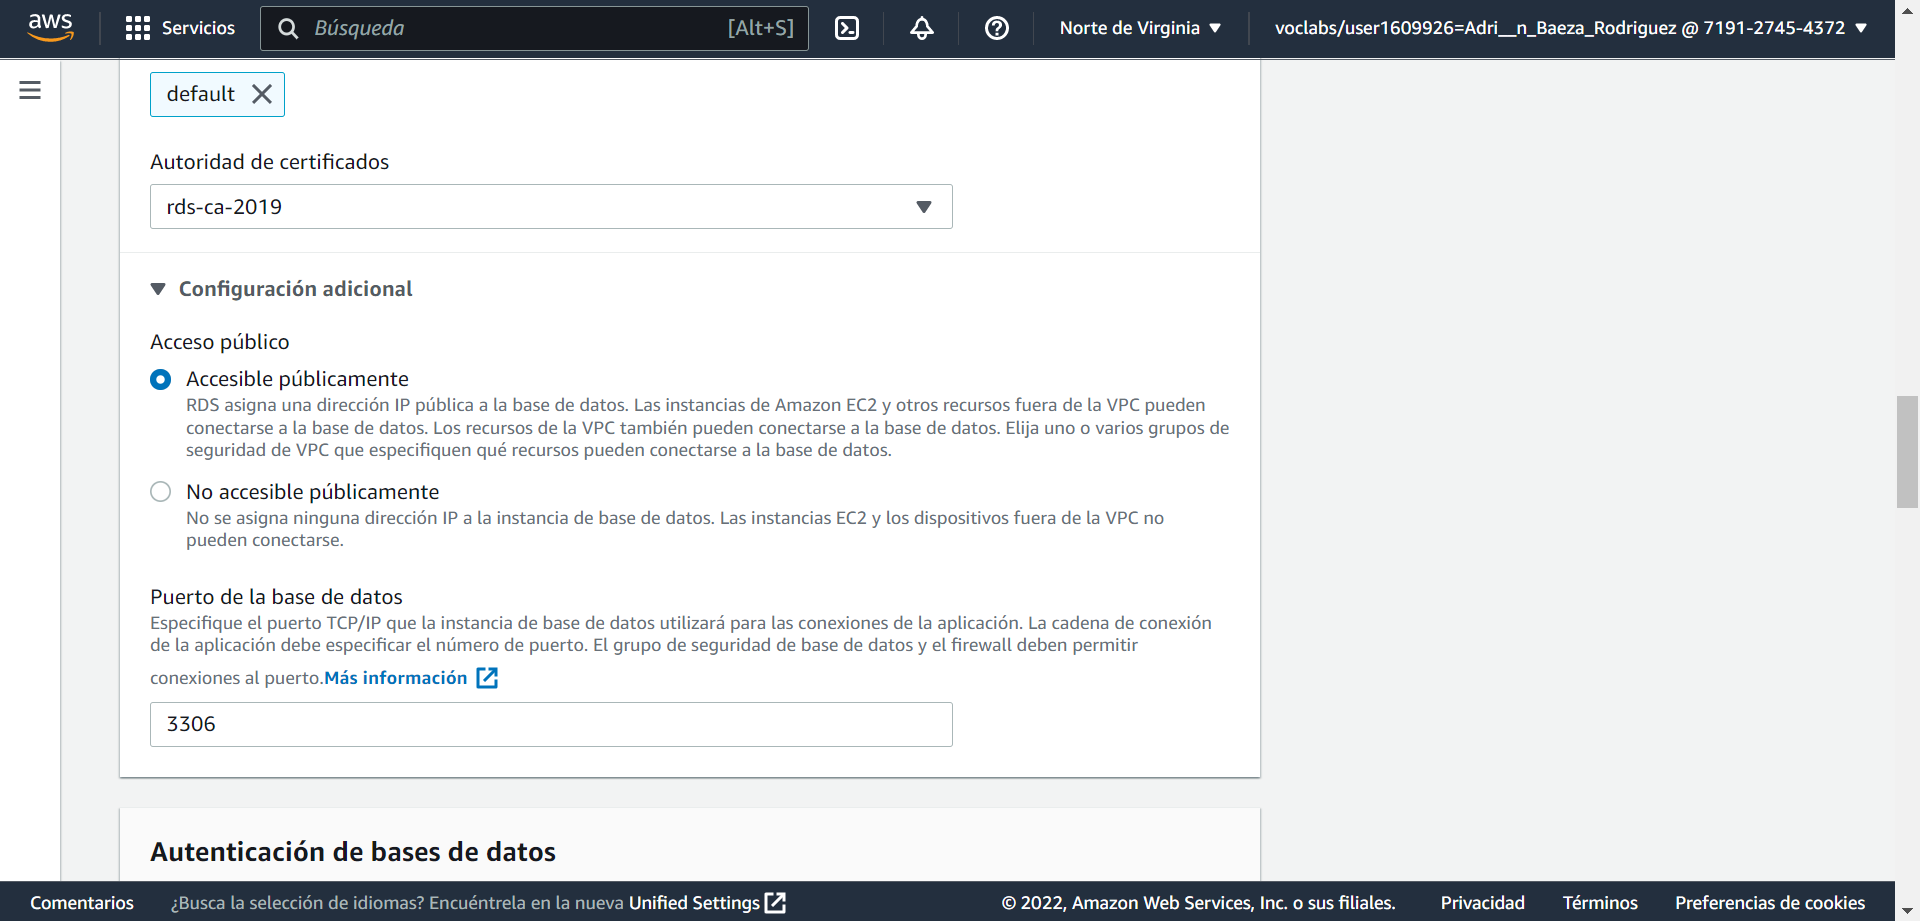 aws
Servicios
Búsqueda
[Alt+S]
Norte de Virginia
voclabs/user1609926=Adri__n_Baeza_Rodriguez @ 7191-2745-4372
default
Autoridad de certificados
rds-ca-2019
Configuración adicional
Acceso público
Accesible públicamente
RDS asigna una dirección IP pública a la base de datos. Las instancias de Amazon EC2 y otros recursos fuera de la VPC pueden
conectarse a la base de datos. Los recursos de la VPC también pueden conectarse a la base de datos. Elija uno o varios grupos de
seguridad de VPC que especifiquen qué recursos pueden conectarse a la base de datos.
No accesible públicamente
No se asigna ninguna dirección IP a la instancia de base de datos. Las instancias EC2 y los dispositivos fuera de la VPC no
pueden conectarse.
Puerto de la base de datos
Especifique el puerto TCP/IP que la instancia de base de datos utilizará para las conexiones de la aplicación. La cadena de conexión
de la aplicación debe especificar el número de puerto. El grupo de seguridad de base de datos y el firewall deben permitir
conexiones al puerto.Más información
3306
Autenticación de bases de datos
Comentarios
¿Busca la selección de idiomas? Encuéntrela en la nueva Unified Settings
© 2022, Amazon Web Services, Inc. o sus filiales.
Privacidad
Términos
Preferencias de cookies